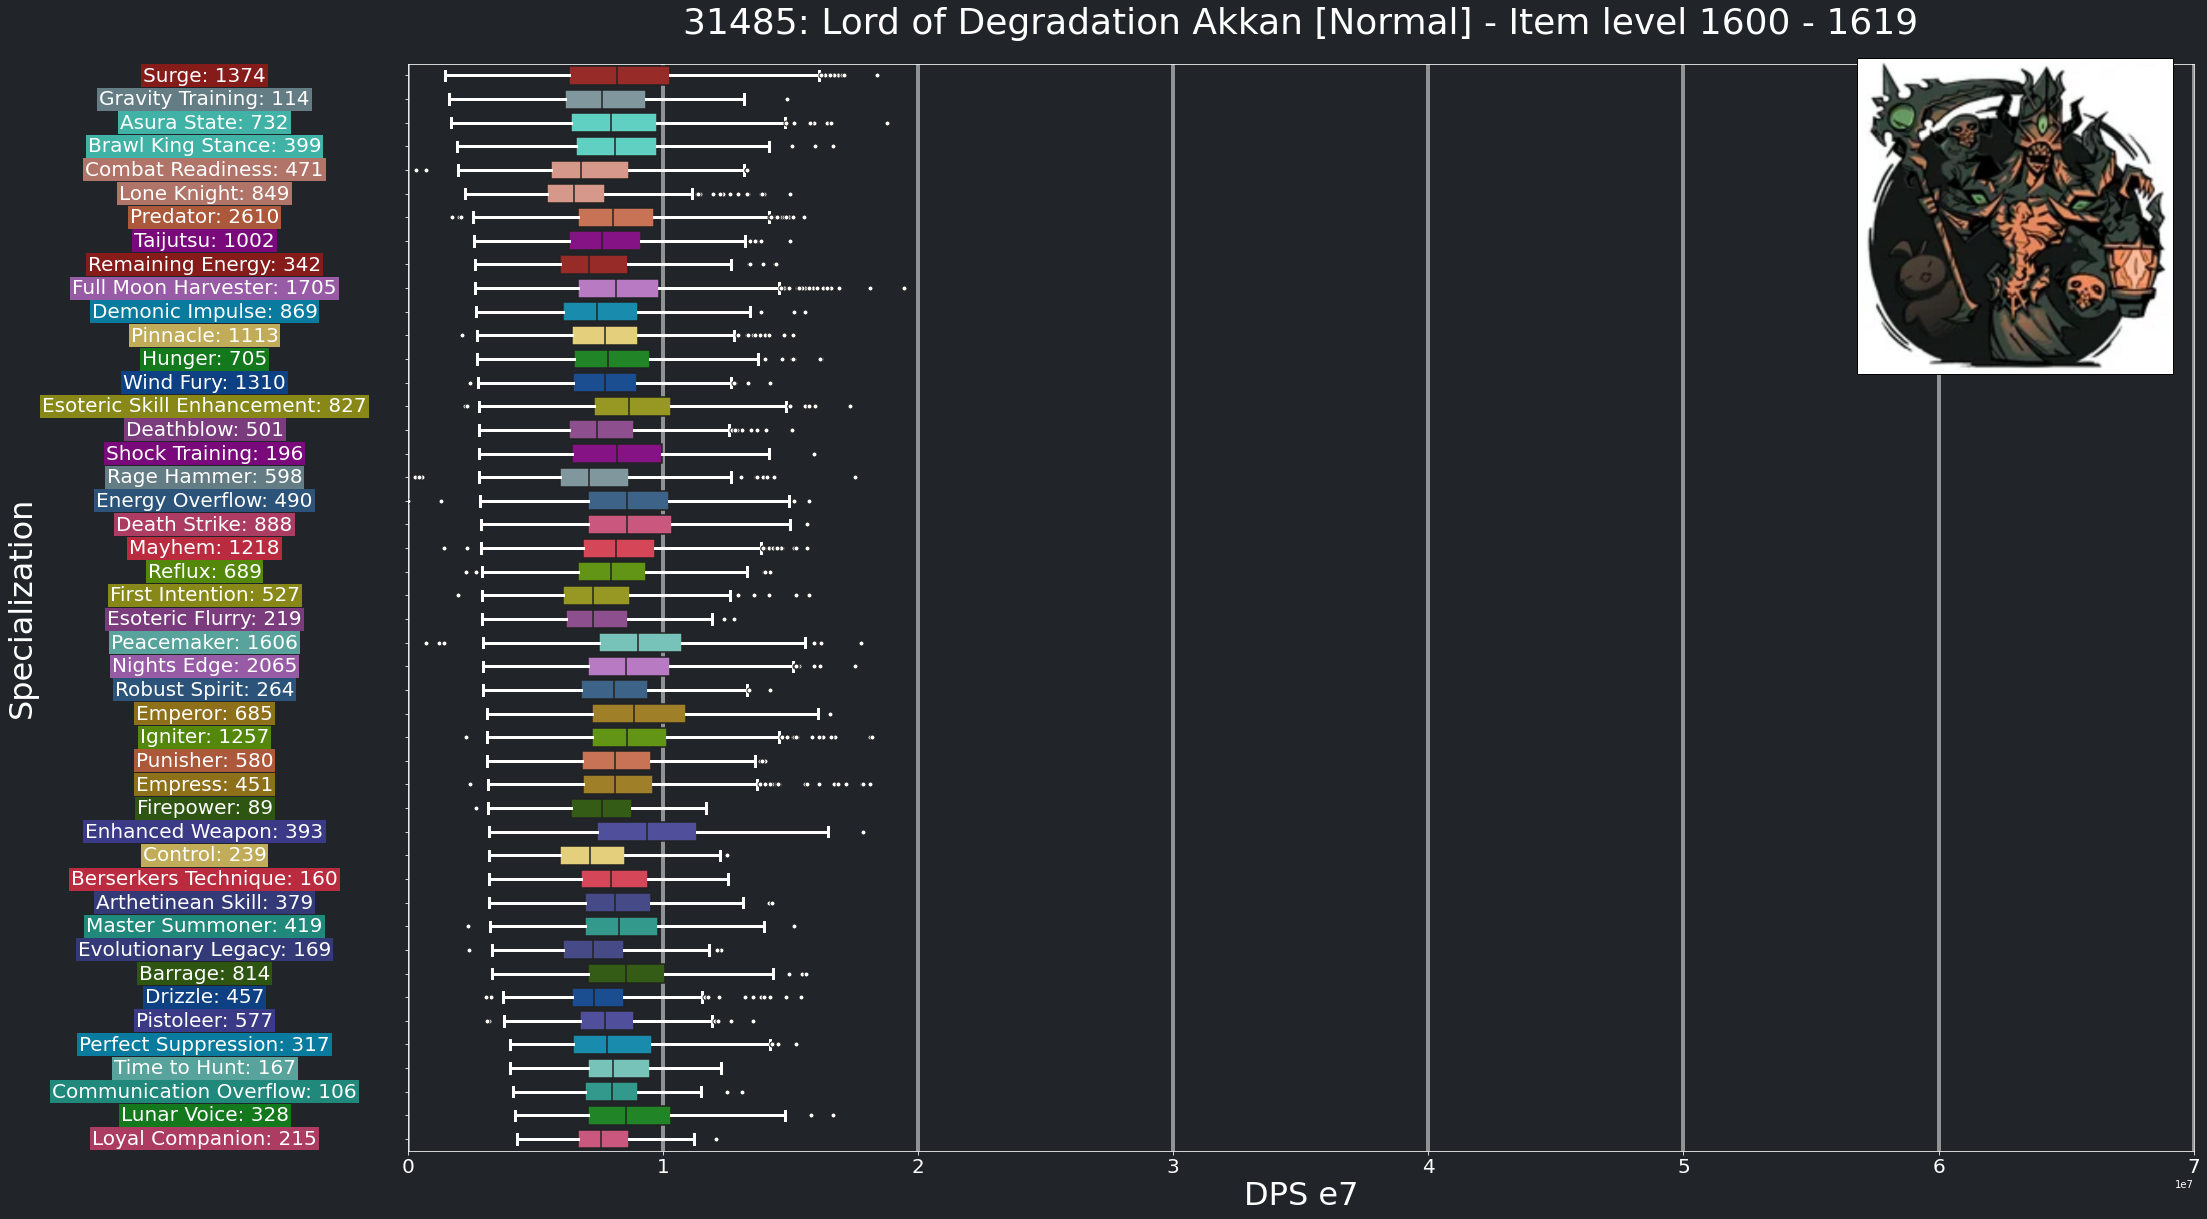 31485: Lord of Degradation Akkan [Normal] - Item level 1600 - 1619
Specialization
Surge: 1374
Gravity Training: 114
Asura State: 732
Brawl King Stance: 399
Combat Readiness: 471
Lone Knight: 849
Predator: 2610
Taijutsu: 1002
Remaining Energy: 342
Full Moon Harvester: 1705
Demonic Impulse: 869
Pinnacle: 1113
Hunger: 705
Wind Fury: 1310
Esoteric Skill Enhancement: 827
Deathblow: 501
Shock Training: 196
Rage Hammer: 598
Energy Overflow: 490
Death Strike: 888
Mayhem: 1218
Reflux: 689
First Intention: 527
Esoteric Flurry: 219
Peacemaker: 1606
Nights Edge: 2065
Robust Spirit: 264
Emperor: 685
Igniter: 1257
Punisher: 580
Empress: 451
Firepower: 89
Enhanced Weapon: 393
Control: 239
Berserkers Technique: 160
Arthetinean Skill: 379
Master Summoner: 419
Evolutionary Legacy: 169
Barrage: 814
Drizzle: 457
Pistoleer: 577
Perfect Suppression: 317
Time to Hunt: 167
Communication Overflow: 106
Lunar Voice: 328
Loyal Companion: 215
0 1 2 3 4 5 6 7
1e7
DPS e7